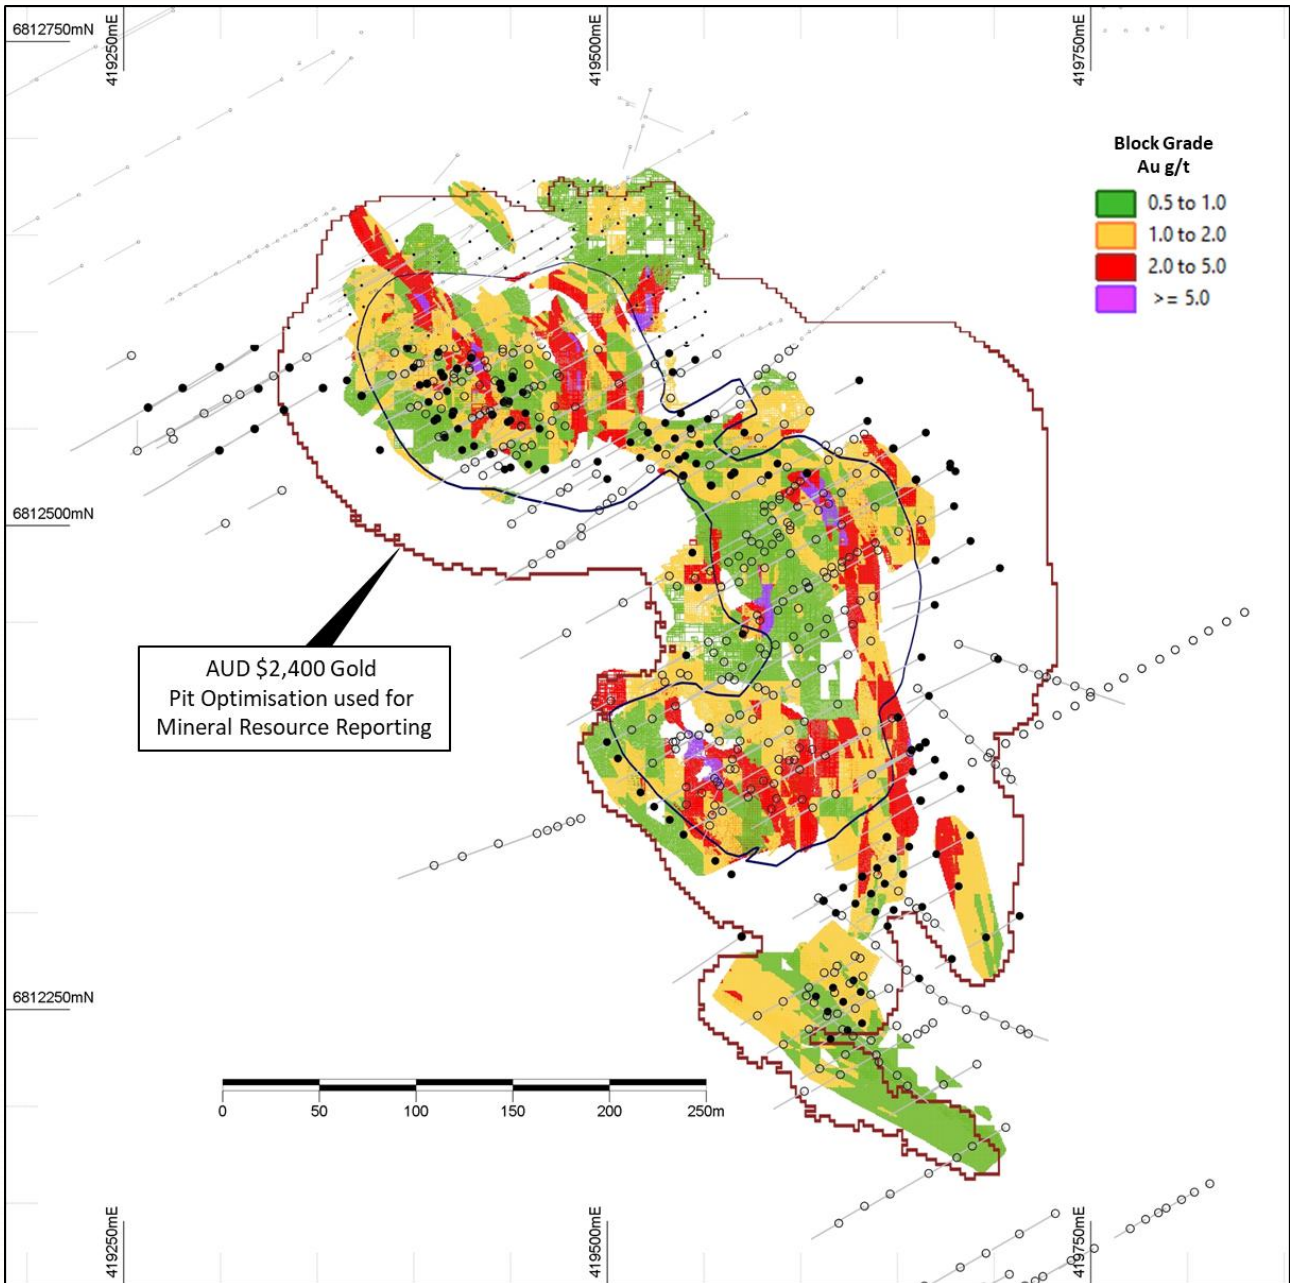 6812750mN
419250mE
419500mE
419750mE
Block Grade
Au g/t
0.5 to 1.0
1.0 to 2.0
2.0 to 5.0
>= 5.0
6812500mN
AUD $2,400 Gold
Pit Optimisation used for
Mineral Resource Reporting
6812250mN
0 50 100 150 200 250m
419250mE
419500mE
419750mE